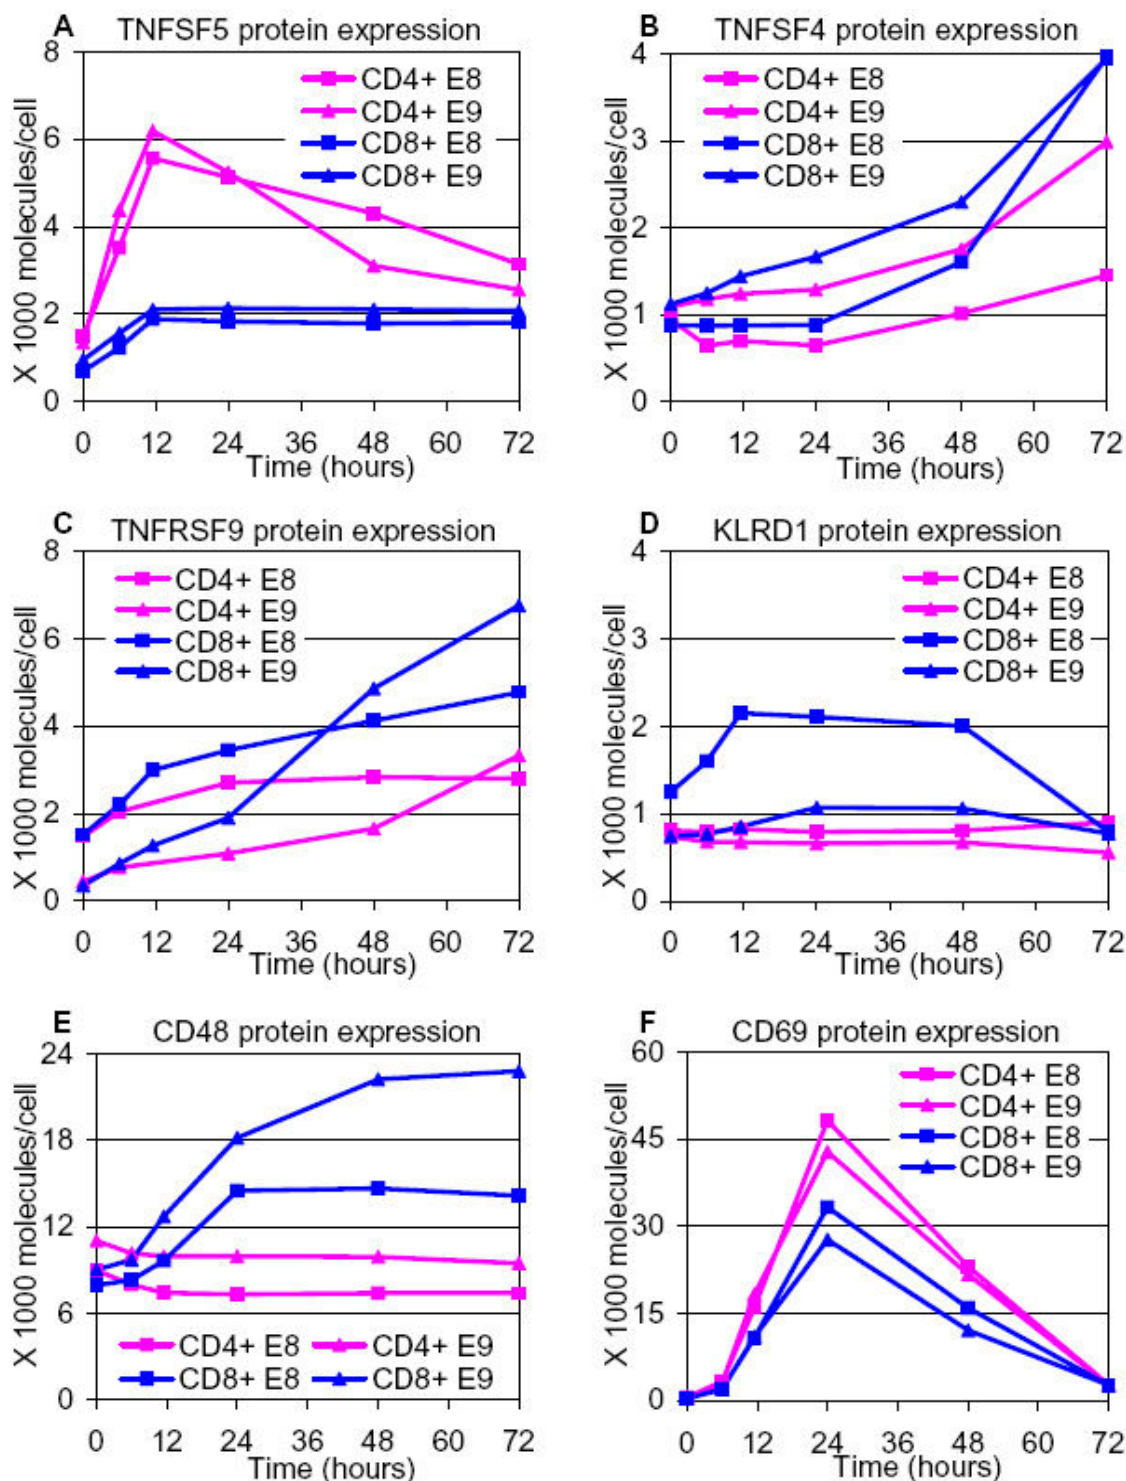 A
TNFSF5 protein expression
8
6
4
2
0
X 1000 molecules/cell
CD4+ E8
CD4+ E9
CD8+ E8
CD8+ E9
0 12 24 36 48 60 72
Time (hours)
B
TNFSF4 protein expression
4
3
2
1
0
X 1000 molecules/cell
CD4+ E8
CD4+ E9
CD8+ E8
CD8+ E9
0 12 24 36 48 60 72
Time (hours)
C
TNFRSF9 protein expression
8
6
4
2
0
X 1000 molecules/cell
CD4+ E8
CD4+ E9
CD8+ E8
CD8+ E9
0 12 24 36 48 60 72
Time (hours)
D
KLRD1 protein expression
4
3
2
1
0
X 1000 molecules/cell
CD4+ E8
CD4+ E9
CD8+ E8
CD8+ E9
0 12 24 36 48 60 72
Time (hours)
E
CD48 protein expression
24
18
12
6
0
X 1000 molecules/cell
CD4+ E8 CD4+ E9
CD8+ E8 CD8+ E9
0 12 24 36 48 60 72
Time (hours)
F
CD69 protein expression
60
45
30
15
0
X 1000 molecules/cell
CD4+ E8
CD4+ E9
CD8+ E8
CD8+ E9
0 12 24 36 48 60 72
Time (hours)